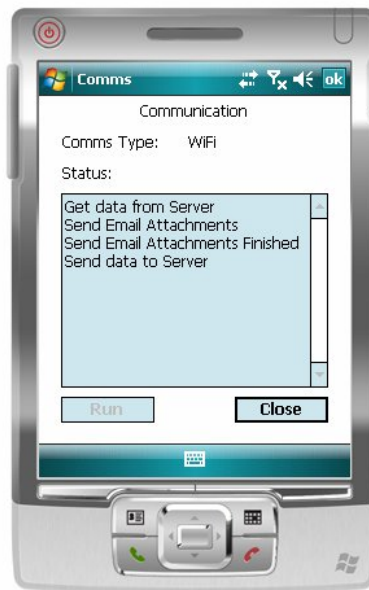 Comms
ok
Communication
Comms Type: WiFi
Status:
Get data from Server
Send Email Attachments
Send Email Attachments Finished
Send data to Server
Run
Close